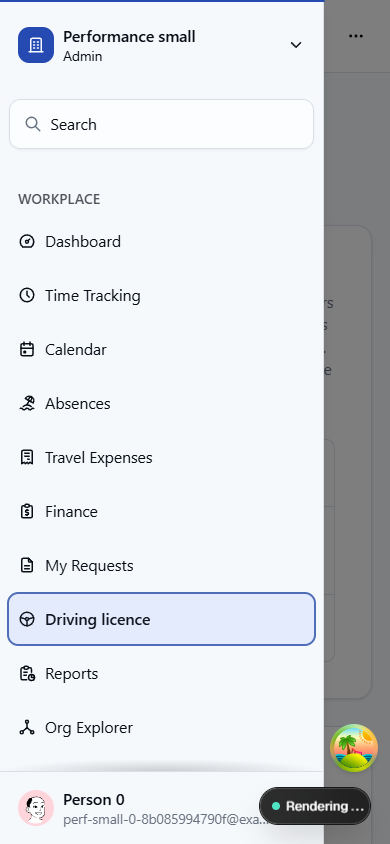 Performance small
Admin
Search
WORKPLACE
Dashboard
Time Tracking
Calendar
Absences
Travel Expenses
Finance
My Requests
Driving licence
Reports
Org Explorer
Person 0
perf-small-0-8b085994790f@exa...
Rendering ...
rs
s
.
e